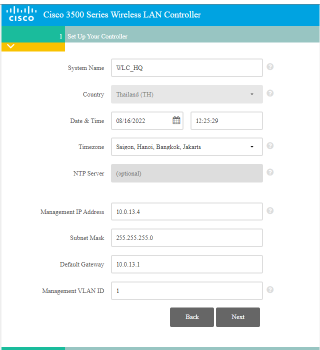 CISCO Cisco 3500 Series Wireless LAN Controller
1 Set Up Your Controller
System Name WLC_HQ ?
Country Thailand (TH) ?
Date & Time 08/16/2022 12:25:29
Timezone Saigon, Hanoi, Bangkok, Jakarta ?
NTP Server (optional) ?
Management IP Address 10.0.13.4 ?
Subnet Mask 255.255.255.0
Default Gateway 10.0.13.1
Management VLAN ID 1 ?
Back Next